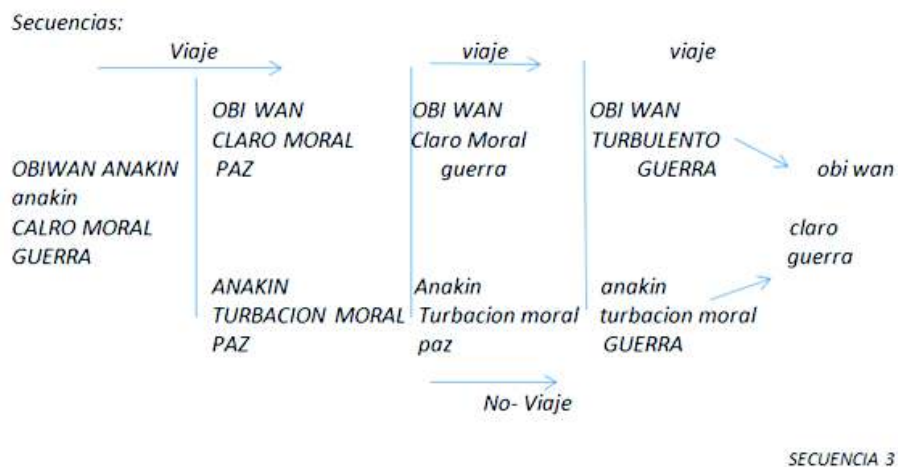 Secuencias:
Viaje
viaje
viaje
OBIWAN ANAKIN
anakin
CALRO MORAL
GUERRA
OBI WAN
CLARO MORAL
PAZ
ANAKIN
TURBACION MORAL
PAZ
OBI WAN
Claro Moral
guerra
Anakin
Turbacion moral
paz
No- Viaje
OBI WAN
TURBULENTO
GUERRA
anakin
turbacion moral
GUERRA
obi wan
claro
guerra
SECUENCIA 3